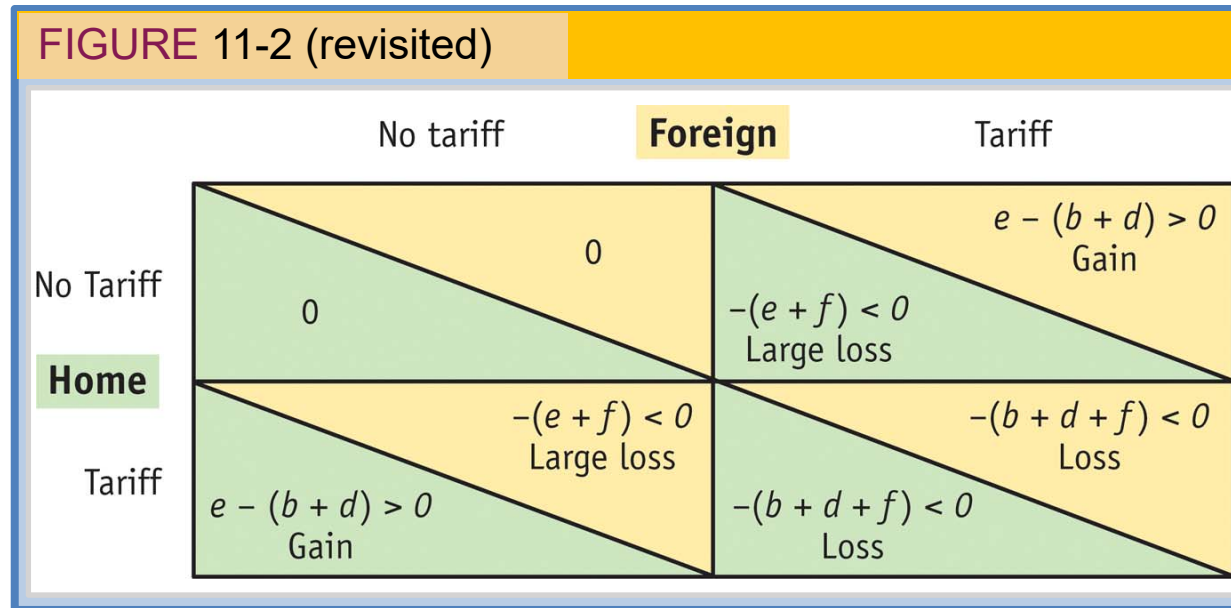 FIGURE 11-2 (revisited)
No tariff
Foreign
Tariff
No Tariff
0
0
e – (b + d) > 0
Gain
–(e + f) < 0
Large loss
Home
Tariff
–(e + f) < 0
Large loss
e – (b + d) > 0
Gain
–(b + d + f) < 0
Loss
–(b + d + f) < 0
Loss